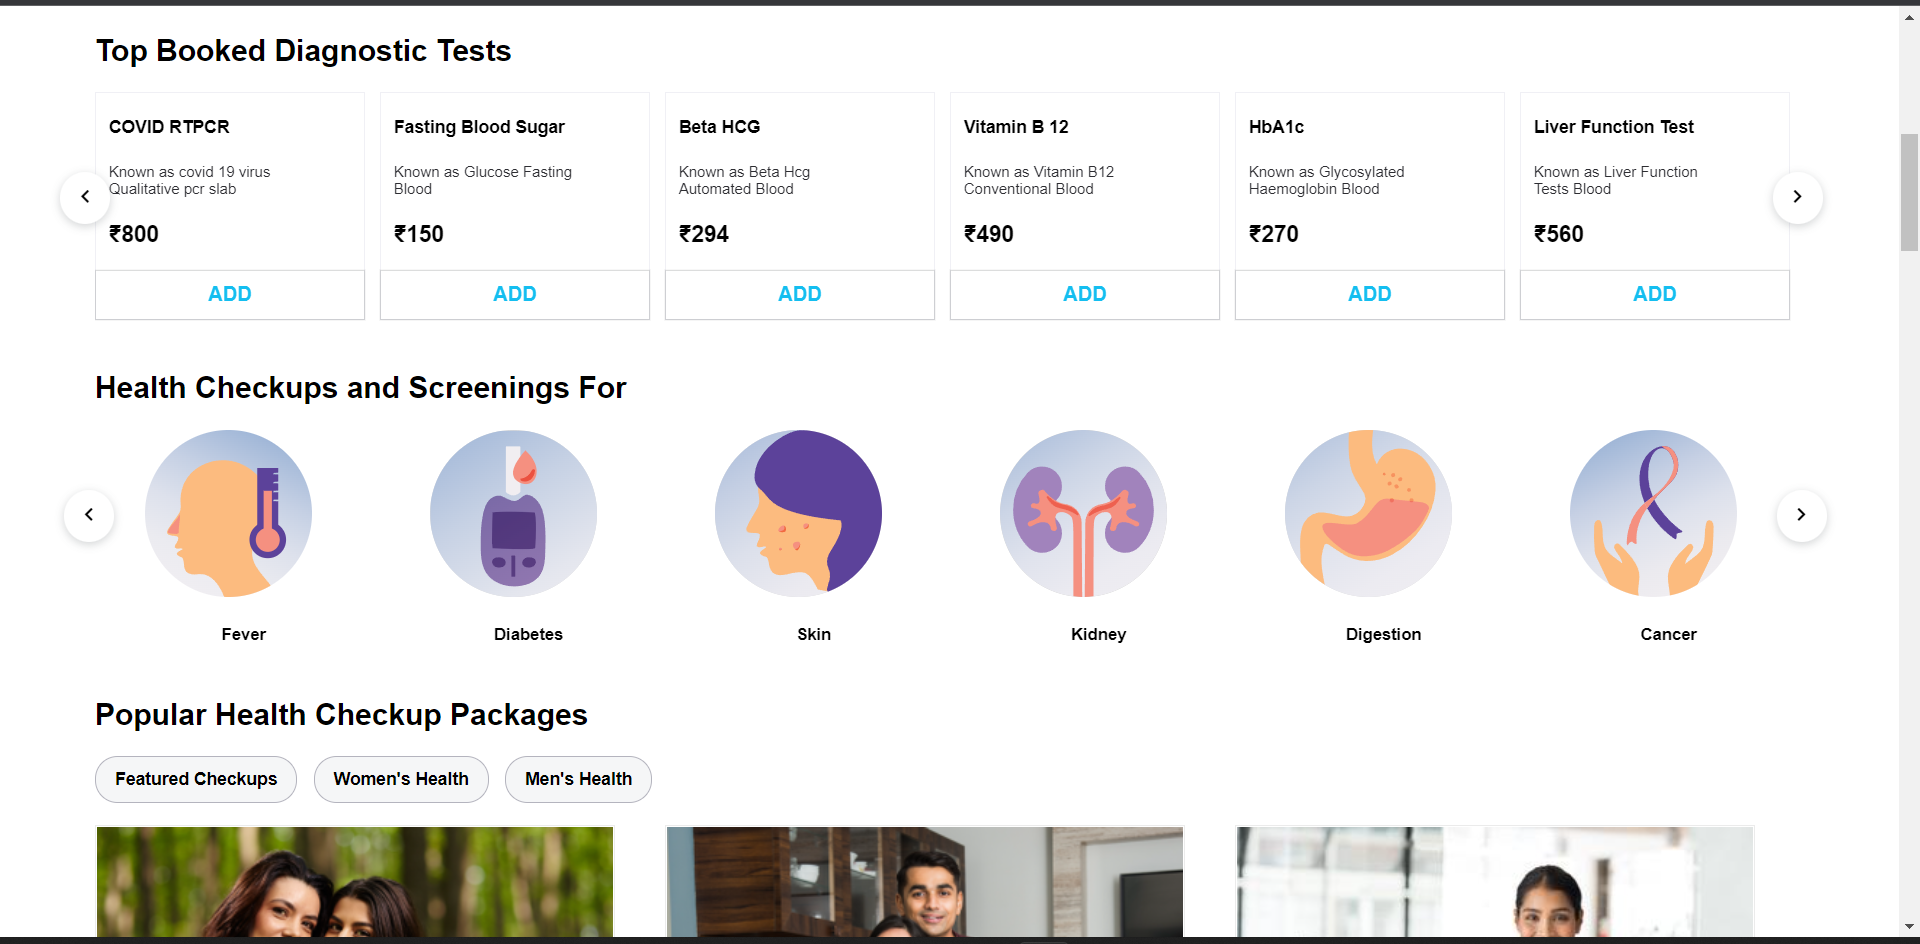 Top Booked Diagnostic Tests
COVID RTPCR
Known as covid 19 virus
Qualitative pcr slab
₹800
ADD
Fasting Blood Sugar
Known as Glucose Fasting
Blood
₹150
ADD
Beta HCG
Known as Beta Hcg
Automated Blood
₹294
ADD
Vitamin B 12
Known as Vitamin B12
Conventional Blood
₹490
ADD
HbA1c
Known as Glycosylated
Haemoglobin Blood
₹270
ADD
Liver Function Test
Known as Liver Function
Tests Blood
₹560
ADD
Health Checkups and Screenings For
Fever
Diabetes
Skin
Kidney
Digestion
Cancer
Popular Health Checkup Packages
Featured Checkups
Women's Health
Men's Health